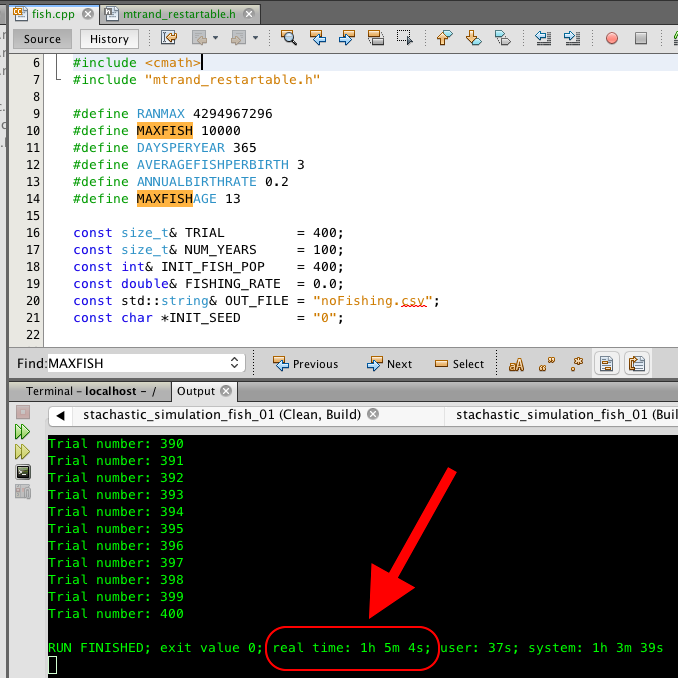 fish.cpp mtrand_restartable.h
Source History
6 #include <cmath>
7 #include "mtrand_restartable.h"
8
9 #define RANMAX 4294967296
10 #define MAXFISH 10000
11 #define DAYSPERYEAR 365
12 #define AVERAGEFISHPERBIRTH 3
13 #define ANNUALBIRTHRATE 0.2
14 #define MAXFISHAGE 13
15
16 const size_t& TRIAL = 400;
17 const size_t& NUM_YEARS = 100;
18 const int& INIT_FISH_POP = 400;
19 const double& FISHING_RATE = 0.0;
20 const std::string& OUT_FILE = "noFishing.csv";
21 const char *INIT_SEED = "0";
22
Find: MAXFISH Previous Next Select
Terminal - localhost - / Output
stachastic_simulation_fish_01 (Clean, Build) stachastic_simulation_fish_01 (Buil
Trial number: 390
Trial number: 391
Trial number: 392
Trial number: 393
Trial number: 394
Trial number: 395
Trial number: 396
Trial number: 397
Trial number: 398
Trial number: 399
Trial number: 400
RUN FINISHED; exit value 0; real time: 1h 5m 4s; user: 37s; system: 1h 3m 39s